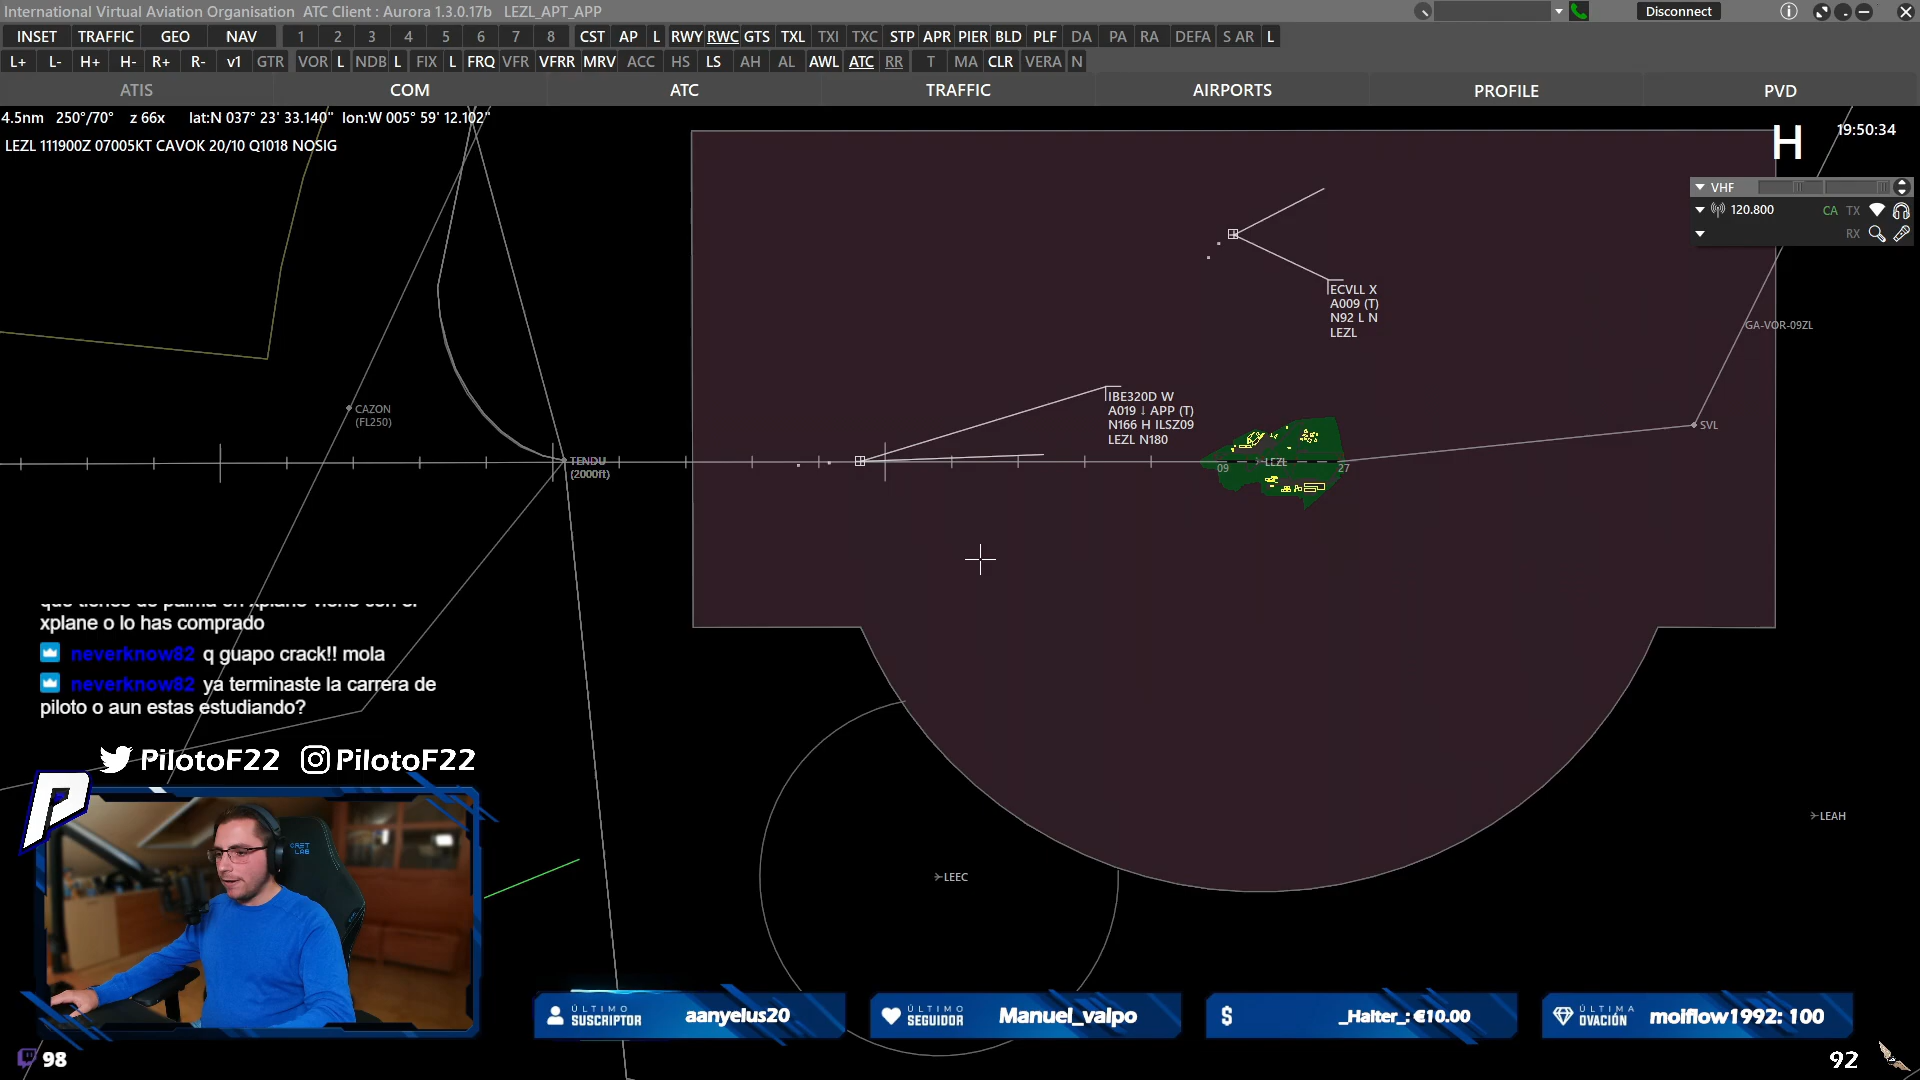 International Virtual Aviation Organisation   ATC Client : Aurora 1.3.0.17b   LEZL_APT_APP
Disconnect
INSET TRAFFIC GEO NAV 1 2 3 4 5 6 7 8 CST AP L RWY RWC GTS TXL TXI TXC STP APR PIER BLD PLF DA PA RA DEFA S AR L
L+ L- H+ H- R+ R- v1 GTR VOR L NDB L FIX L FRQ VFR VFRR MRV ACC HS LS AH AL AWL ATC RR T MA CLR VERA N
ATIS COM ATC TRAFFIC AIRPORTS PROFILE PVD
4.5nm 250°/70° z 66x lat:N 037° 23' 33.140" lon:W 005° 59' 12.102"
LEZL 111900Z 07005KT CAVOK 20/10 Q1018 NOSIG
H
19:50:34
VHF
120.800 CA TX
RX
ECVLL X
A009 (T)
N92 L N
LEZL
GA-VOR-09ZL
IBE320D W
A019 ↓ APP (T)
N166 H ILSZ09
LEZL N180
CAZON
(FL250)
TENDU
(2000ft)
09 LEZL 27
SVL
LEAH
LEEC
xplane o lo has comprado
neverknow82 q guapo crack!! mola
neverknow82 ya terminaste la carrera de
piloto o aun estas estudiando?
PilotoF22 PilotoF22
P
ÚLTIMO
SUSCRIPTOR
aanyelus20
ÚLTIMO
SEGUIDOR
Manuel_valpo
$
_Halter_: €10.00
ÚLTIMA
OVACIÓN
moiflow1992: 100
98
92